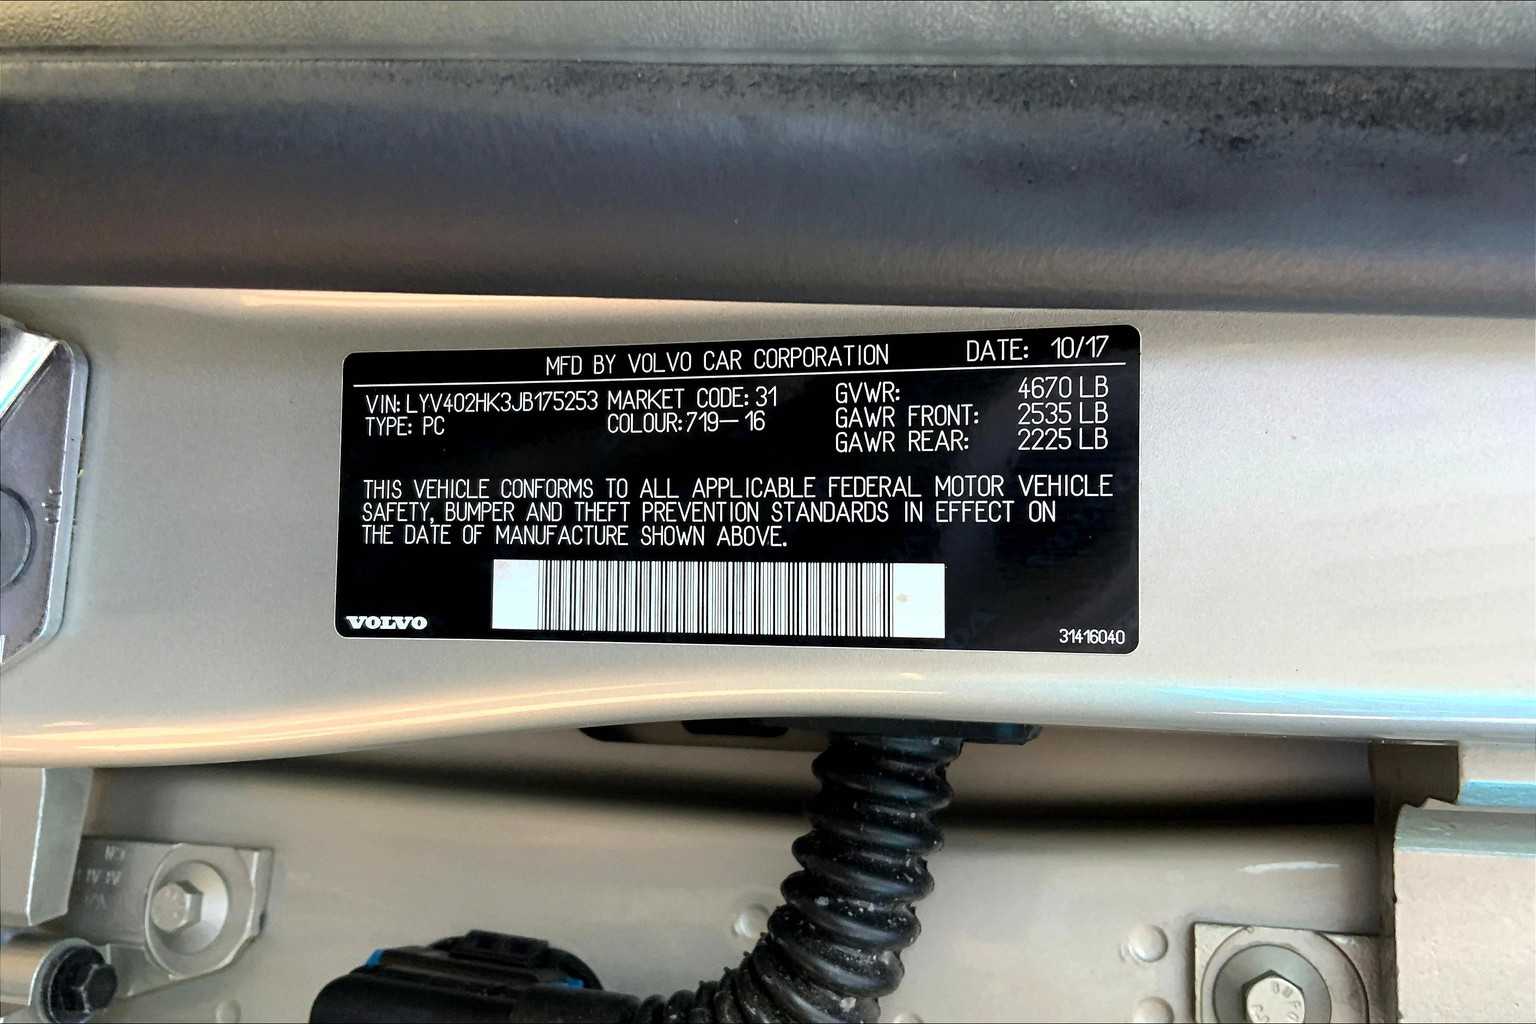 MFD BY VOLVO CAR CORPORATION DATE: 10/17
VIN: LYV402HK3JB175253 MARKET CODE: 31 GVWR: 4670 LB
TYPE: PC COLOUR: 719-16 GAWR FRONT: 2535 LB
GAWR REAR: 2225 LB
THIS VEHICLE CONFORMS TO ALL APPLICABLE FEDERAL MOTOR VEHICLE
SAFETY, BUMPER AND THEFT PREVENTION STANDARDS IN EFFECT ON
THE DATE OF MANUFACTURE SHOWN ABOVE.
VOLVO 31416040